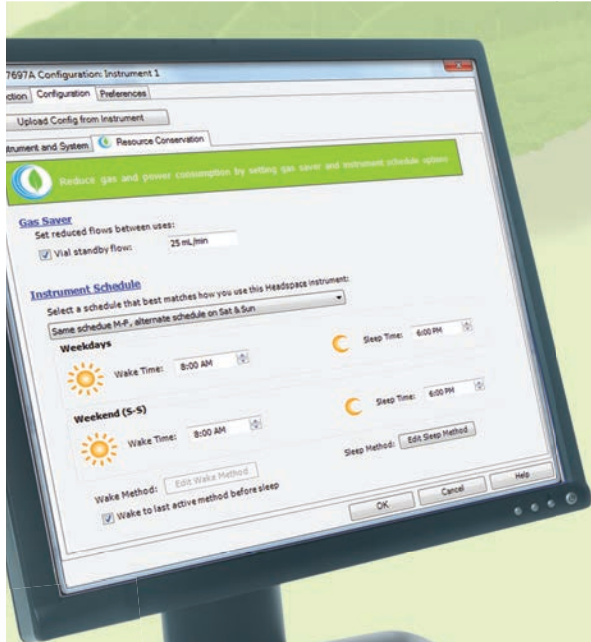 7697A Configuration: Instrument 1
ction Configuration Preferences
Upload Config from Instrument
strument and System Resource Conservation
Reduce gas and power consumption by setting gas saver and instrument schedule options
Gas Saver
Set reduced flows between uses:
Vial standby flow: 25 mL/min
Instrument Schedule
Select a schedule that best matches how you use this Headspace instrument:
Same schedue M-F, alternate schedule on Sat & Sun
Weekdays
Wake Time: 8:00 AM Sleep Time: 6:00 PM
Weekend (S-S)
Wake Time: 8:00 AM Sleep Time: 6:00 PM
Wake Method: Edit Wake Method Sleep Method: Edit Sleep Method
Wake to last active method before sleep
OK Cancel Help